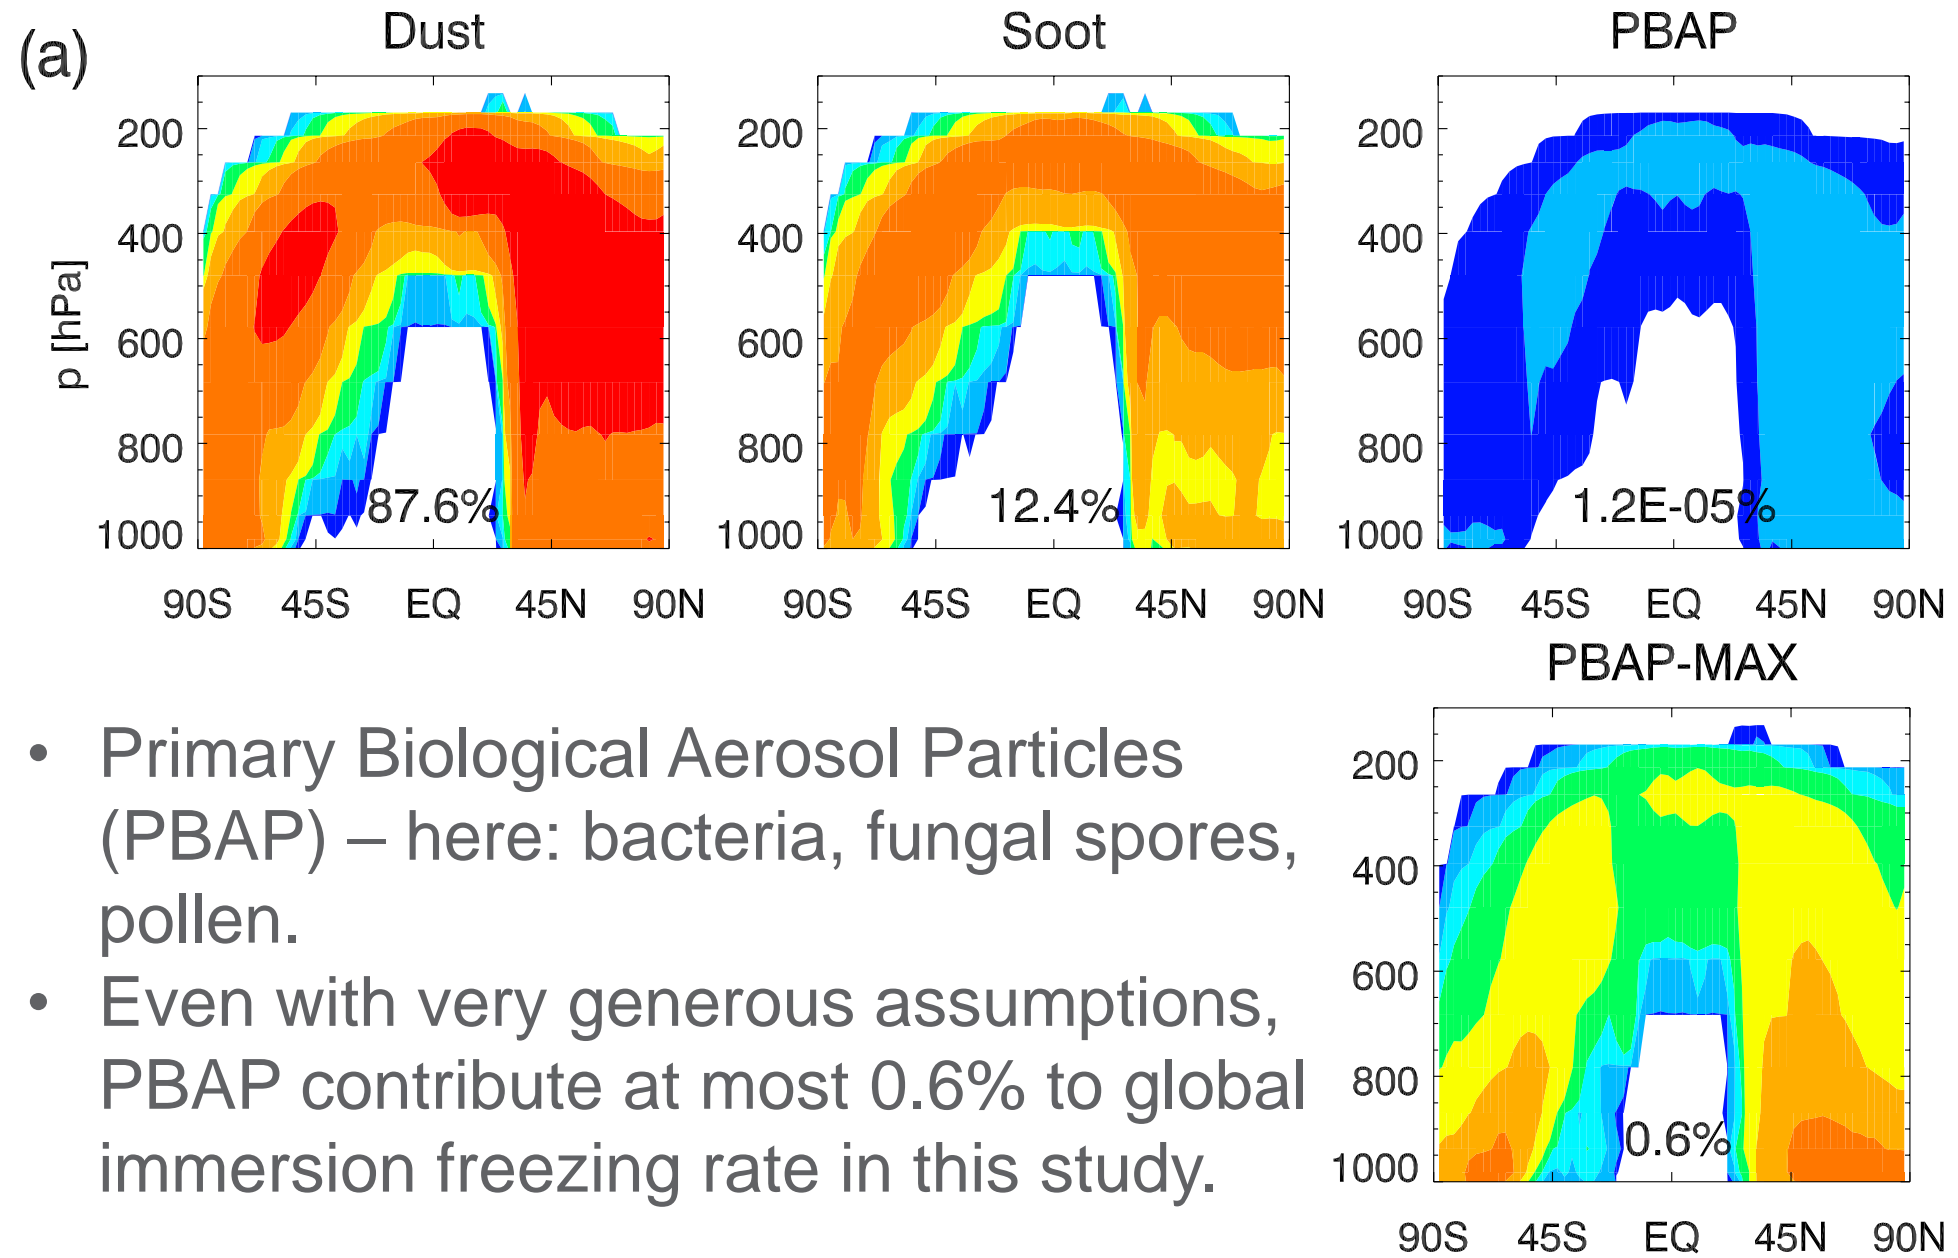 (a)
Dust
Soot
PBAP
p [hPa]
200
400
600
800
1000
87.6%
90S 45S EQ 45N 90N
200
400
600
800
1000
12.4%
90S 45S EQ 45N 90N
200
400
600
800
1000
1.2E-05%
90S 45S EQ 45N 90N
PBAP-MAX
200
400
600
800
1000
0.6%
90S 45S EQ 45N 90N
• Primary Biological Aerosol Particles
(PBAP) – here: bacteria, fungal spores,
pollen.
• Even with very generous assumptions,
PBAP contribute at most 0.6% to global
immersion freezing rate in this study.